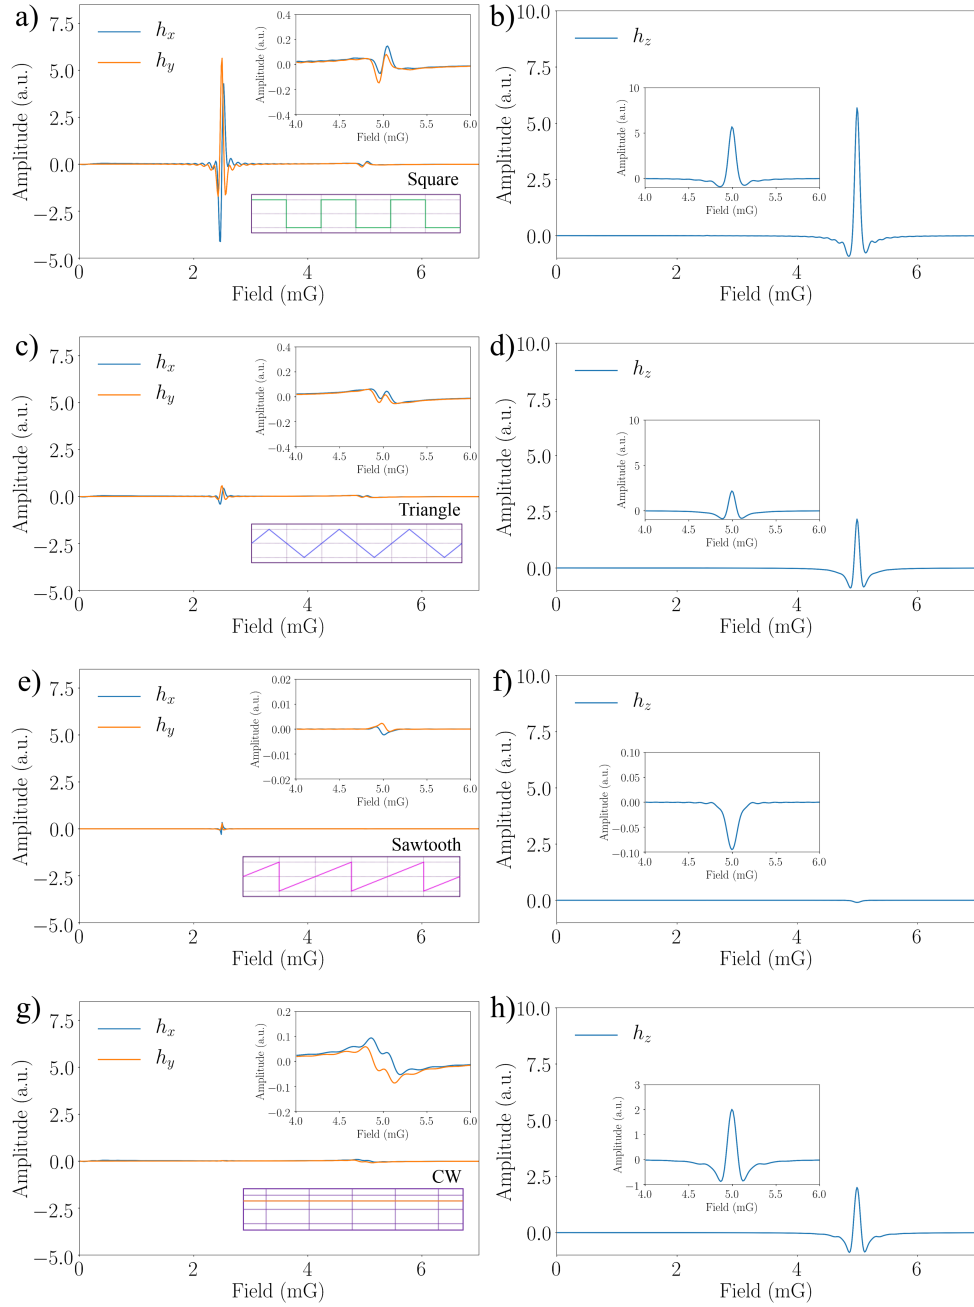 a)
h_x
h_y
Amplitude (a.u.)
7.5
5.0
2.5
0.0
−2.5
−5.0
0 2 4 6
Field (mG)
Amplitude (a.u.)
0.4
0.2
0.0
−0.2
−0.4
4.0 4.5 5.0 5.5 6.0
Field (mG)
Square
b)
h_z
Amplitude (a.u.)
10.0
7.5
5.0
2.5
0.0
0 2 4 6
Field (mG)
Amplitude (a.u.)
10
5
0
4.0 4.5 5.0 5.5 6.0
Field (mG)
c)
h_x
h_y
Amplitude (a.u.)
7.5
5.0
2.5
0.0
−2.5
−5.0
0 2 4 6
Field (mG)
Amplitude (a.u.)
0.4
0.2
0.0
−0.2
−0.4
4.0 4.5 5.0 5.5 6.0
Field (mG)
Triangle
d)
h_z
Amplitude (a.u.)
10.0
7.5
5.0
2.5
0.0
0 2 4 6
Field (mG)
Amplitude (a.u.)
10
5
0
4.0 4.5 5.0 5.5 6.0
Field (mG)
e)
h_x
h_y
Amplitude (a.u.)
7.5
5.0
2.5
0.0
−2.5
−5.0
0 2 4 6
Field (mG)
Amplitude (a.u.)
0.02
0.01
0.00
−0.01
−0.02
4.0 4.5 5.0 5.5 6.0
Field (mG)
Sawtooth
f)
h_z
Amplitude (a.u.)
10.0
7.5
5.0
2.5
0.0
0 2 4 6
Field (mG)
Amplitude (a.u.)
0.10
0.05
0.00
−0.05
−0.10
4.0 4.5 5.0 5.5 6.0
Field (mG)
g)
h_x
h_y
Amplitude (a.u.)
7.5
5.0
2.5
0.0
−2.5
−5.0
0 2 4 6
Field (mG)
Amplitude (a.u.)
0.2
0.1
0.0
−0.1
−0.2
4.0 4.5 5.0 5.5 6.0
Field (mG)
CW
h)
h_z
Amplitude (a.u.)
10.0
7.5
5.0
2.5
0.0
0 2 4 6
Field (mG)
Amplitude (a.u.)
3
2
1
0
−1
4.0 4.5 5.0 5.5 6.0
Field (mG)